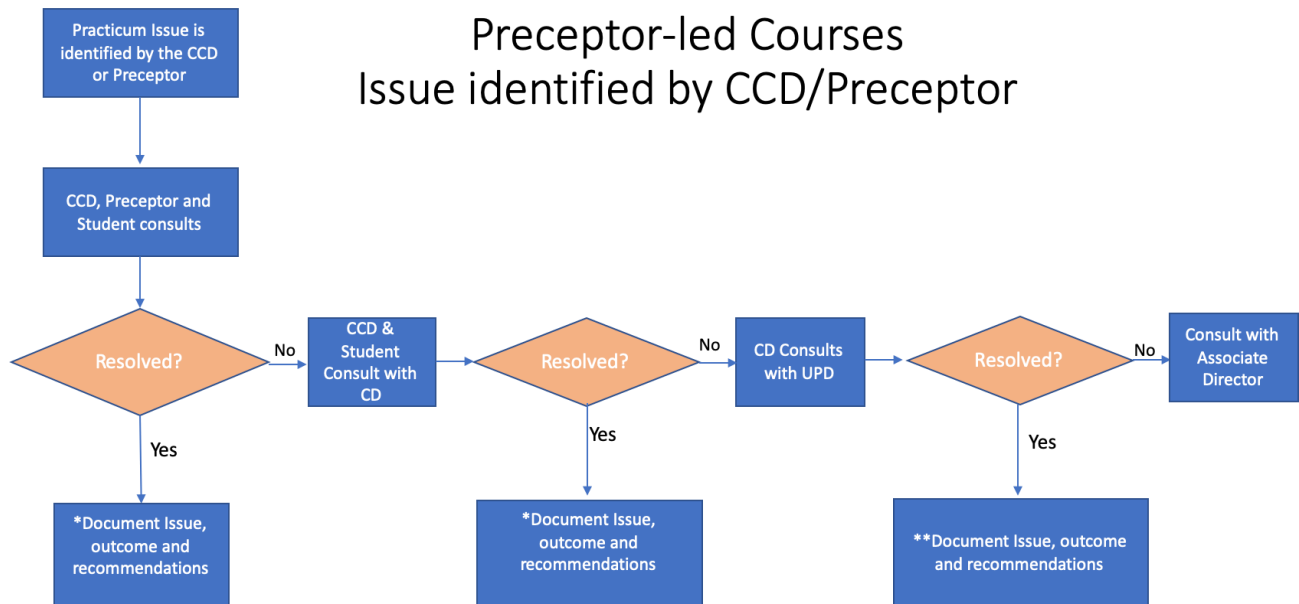 Preceptor-led Courses
Issue identified by CCD/Preceptor
Practicum Issue is
identified by the CCD
or Preceptor
CCD, Preceptor and
Student consults
Resolved?
No
CCD &
Student
Consult with
CD
Resolved?
No
CD Consults
with UPD
Resolved?
No
Consult with
Associate
Director
Yes
Yes
Yes
*Document Issue,
outcome and
recommendations
*Document Issue,
outcome and
recommendations
**Document Issue, outcome
and recommendations